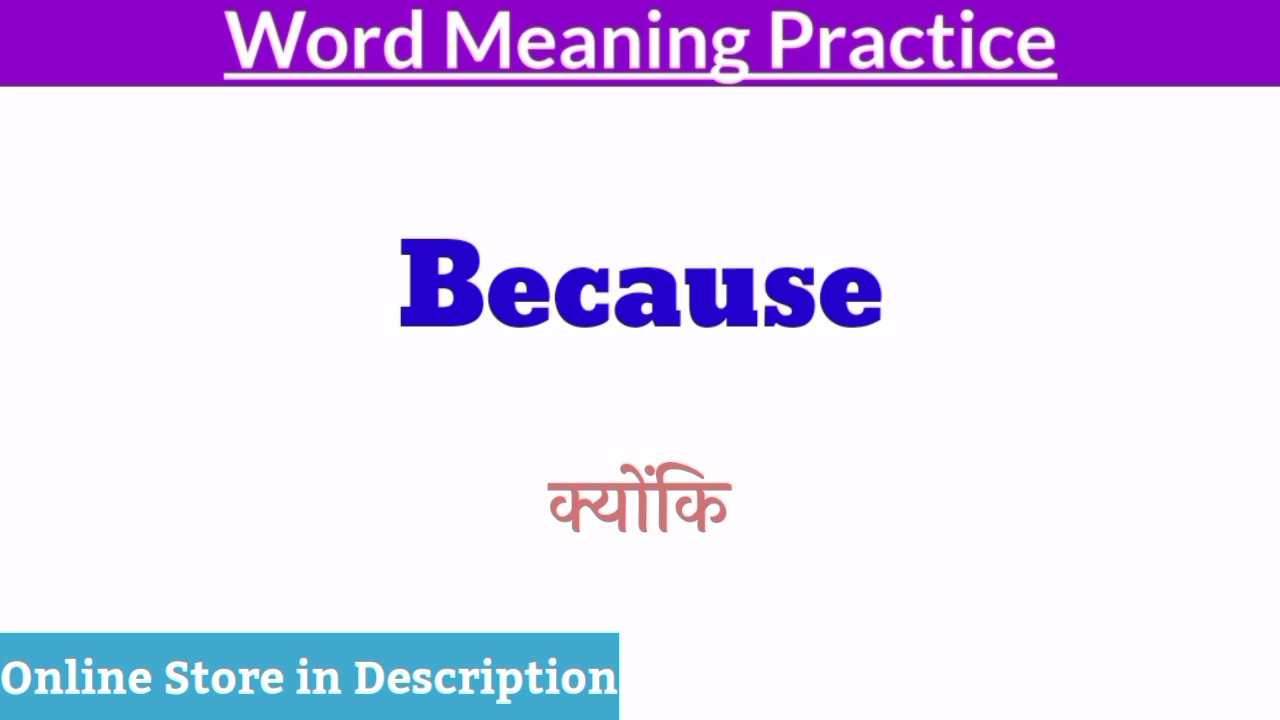 Word Meaning Practice
Because
क्योंकि
Online Store in Description